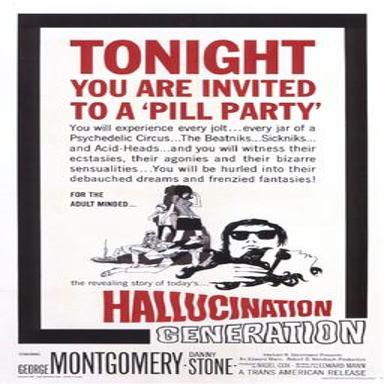 TONIGHT
YOU ARE INVITED
TO A 'PILL PARTY'
You will experience every jolt...every jar of a
Psychedelic Circus...The Beatniks...Sickniks...
and Acid-Heads...and you will witness their
ecstasies, their agonies and their bizarre
sensualities...You will be hurled into their
debauched dreams and frenzied fantasies!
FOR THE
ADULT MINDED...
the revealing story of today's...
HALLUCINATION
GENERATION
STARRING
GEORGE MONTGOMERY · DANNY STONE
A TRANS AMERICAN RELEASE